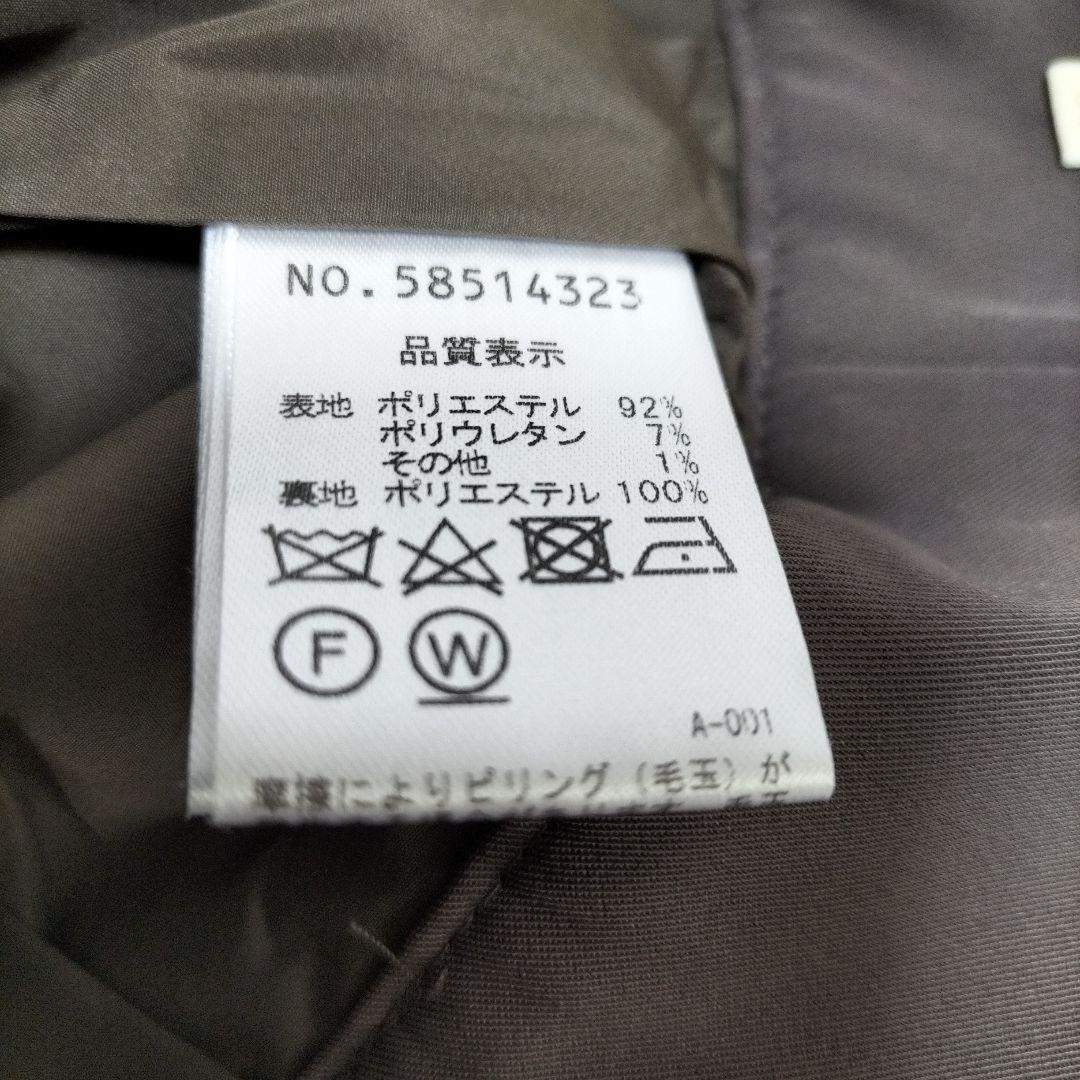 NO.58514323
品質表示
表地 ポリエステル 92%
ポリウレタン 7%
その他 1%
裏地 ポリエステル 100%
F W
A-001
摩擦によりピリング(毛玉)が